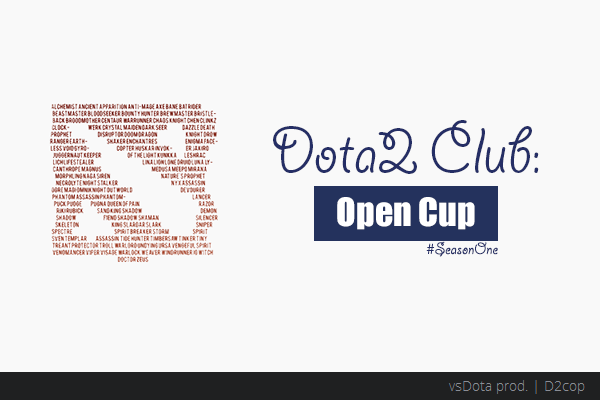 ALCHEMIST ANCIENT APPARITION ANTI-MAGE AXE BANE BATRIDER
BEASTMASTER BLOODSEEKER BOUNTY HUNTER BREWMASTER BRISTLE-
BACK BROODMOTHER CENTAUR WARRUNNER CHAOS KNIGHT CHEN CLINKZ
CLOCK- WERK CRYSTAL MAIDEN DARK SEER DAZZLE DEATH
PROPHET DISRUPTOR DOOM DRAGON KNIGHT DROW
RANGER EARTH- SHAKER ENCHANTRES ENIGMA FACE-
LESS VOID GYRO- COPTER HUSKAR INVOK- ER JAKIRO
JUGGERNAUT KEEPER OF THE LIGHT KUNKKA LESHRAC
LICH LIFESTEALER LINA LION LONE DRUID LUNA LY-
CANTHROPE MAGNUS MEDUSA MEEPO MIRANA
MORPHLING NAGA SIREN NATURE'S PROPHET
NECROLYTE NIGHT STALKER NYX ASSASSIN
OGRE MAGI OMNIKNIGHT OUTWORLD DEVOURER
PHANTOM ASSASSIN PHANTOM- LANCER
PUCK PUDGE PUGNA QUEEN OF PAIN RAZOR
RIKI RUBICK SAND KING SHADOW DEMON
SHADOW FIEND SHADOW SHAMAN SILENCER
SKELETON KING SLARDAR SLARK SNIPER
SPECTRE SPIRIT BREAKER STORM SPIRIT
SVEN TEMPLAR ASSASSIN TIDE HUNTER TIMBERSAW TINKER TINY
TREANT PROTECTOR TROLL WARLORD UNDYING URSA VENGEFUL SPIRIT
VENOMANCER VIPER VISAGE WARLOCK WEAVER WINDRUNNER WITCH
DOCTOR ZEUS
Dota2 Club:
Open Cup
#SeasonOne
vsDota prod. | D2cop